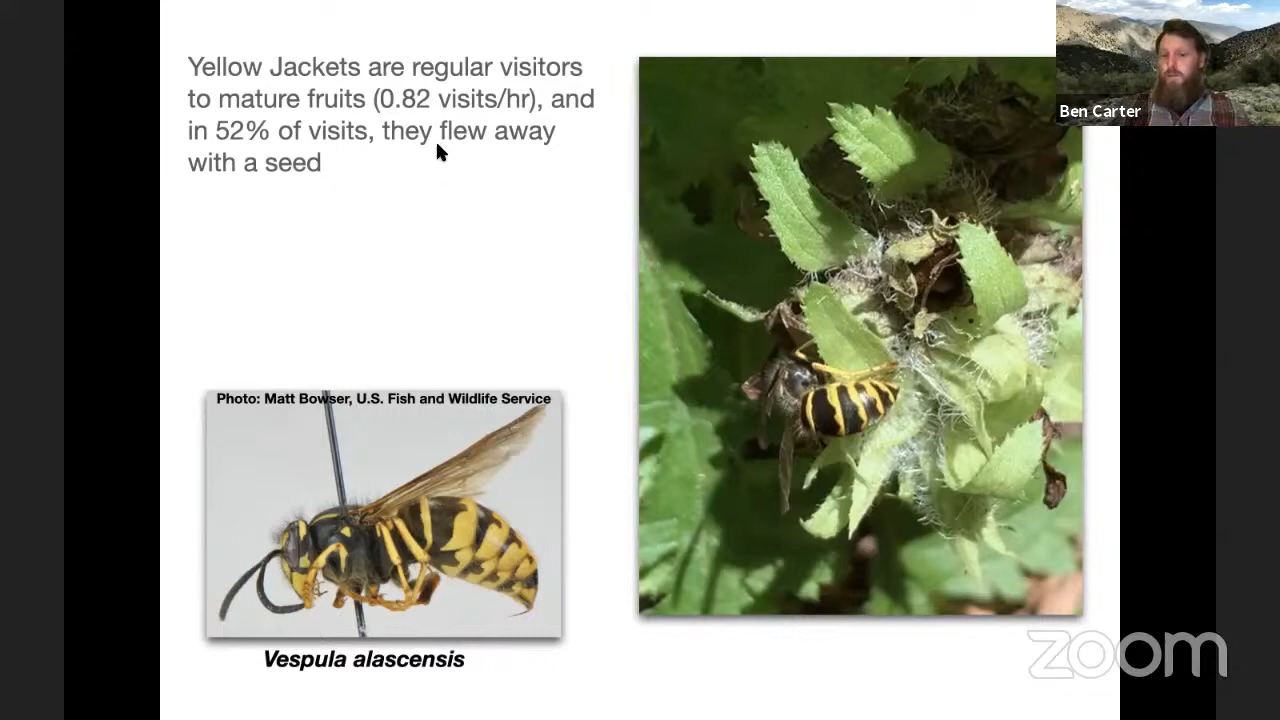 Yellow Jackets are regular visitors
to mature fruits (0.82 visits/hr), and
in 52% of visits, they flew away
with a seed
Ben Carter
Photo: Matt Bowser, U.S. Fish and Wildlife Service
Vespula alascensis
zoom